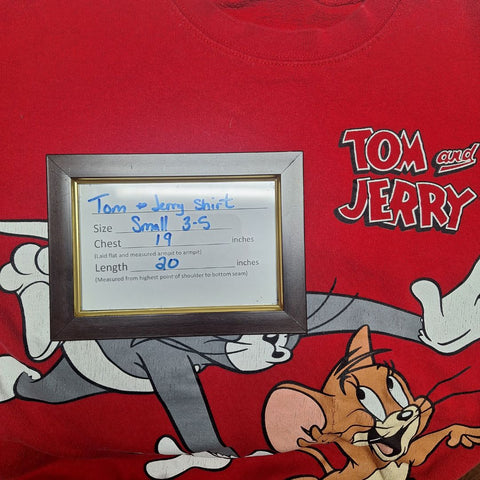 TOM and
JERRY
Tom & Jerry Shirt
Size Small 3-5
Chest 19 inches
(Laid flat and measured armpit to armpit)
Length 20 inches
(Measured from highest point of shoulder to bottom seam)